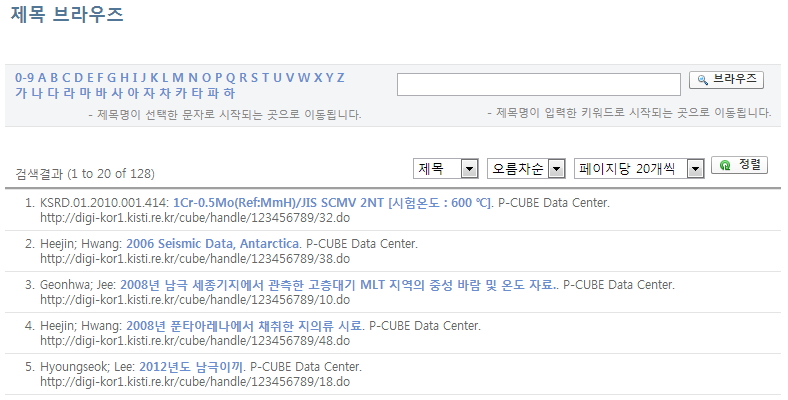 제목 브라우즈
0-9 A B C D E F G H I J K L M N O P Q R S T U V W X Y Z
가 나 다 라 마 바 사 아 자 차 카 타 파 하
- 제목명이 선택한 문자로 시작되는 곳으로 이동됩니다.
브라우즈
- 제목명이 입력한 키워드로 시작되는 곳으로 이동됩니다.
검색결과 (1 to 20 of 128)
제목 오름차순 페이지당 20개씩 정렬
1. KSRD.01.2010.001.414: 1Cr-0.5Mo(Ref:MmH)/JIS SCMV 2NT [시험온도 : 600 ℃]. P-CUBE Data Center.
http://digi-kor1.kisti.re.kr/cube/handle/123456789/32.do
2. Heejin; Hwang: 2006 Seismic Data, Antarctica. P-CUBE Data Center.
http://digi-kor1.kisti.re.kr/cube/handle/123456789/38.do
3. Geonhwa; Jee: 2008년 남극 세종기지에서 관측한 고층대기 MLT 지역의 중성 바람 및 온도 자료.. P-CUBE Data Center.
http://digi-kor1.kisti.re.kr/cube/handle/123456789/10.do
4. Heejin; Hwang: 2008년 푼타아레나에서 채취한 지의류 시료. P-CUBE Data Center.
http://digi-kor1.kisti.re.kr/cube/handle/123456789/48.do
5. Hyoungseok; Lee: 2012년도 남극이끼. P-CUBE Data Center.
http://digi-kor1.kisti.re.kr/cube/handle/123456789/18.do